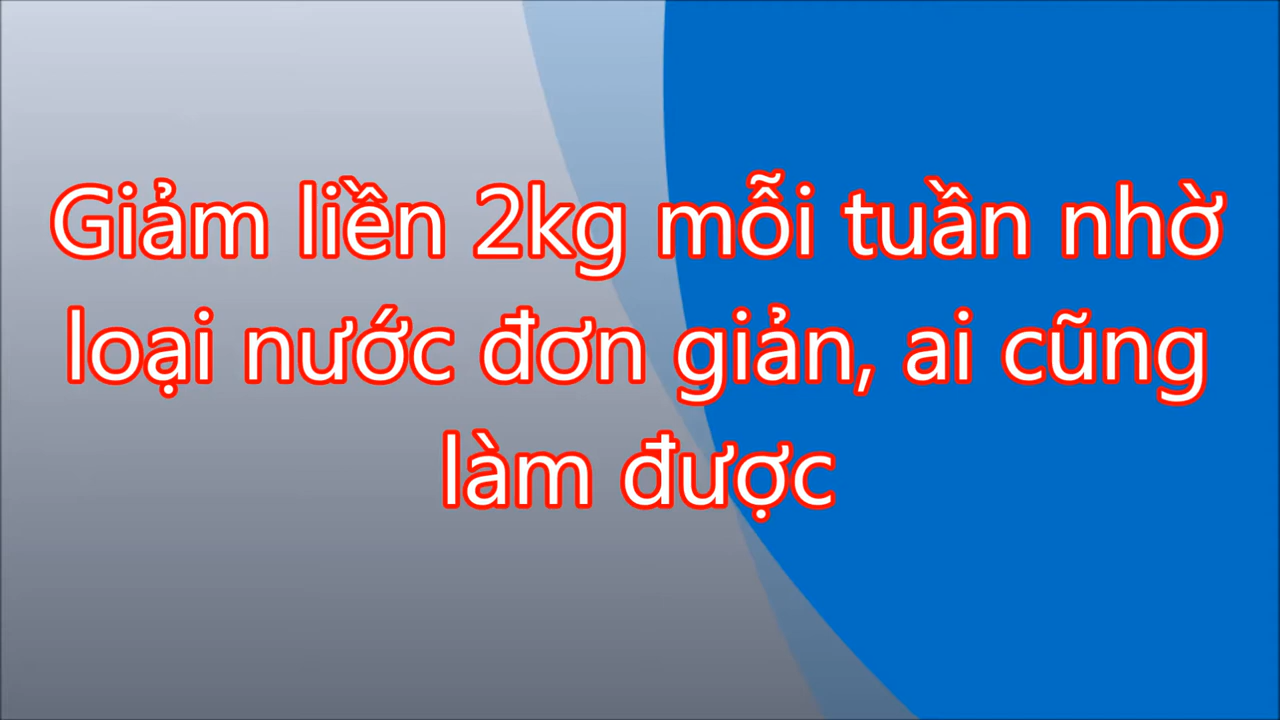 Giảm liền 2kg mỗi tuần nhờ
loại nước đơn giản, ai cũng
làm được